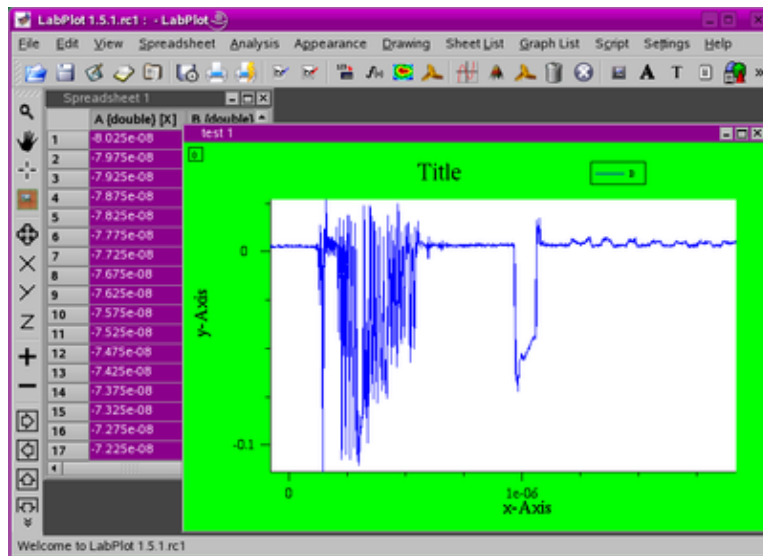 LabPlot 1.5.1.rc1 : - LabPlot
File Edit View Spreadsheet Analysis Appearance Drawing Sheet List Graph List Script Settings Help
Spreadsheet 1
A {double} [X] B {double}
test 1
1 -8.025e-08
2 -7.975e-08
3 -7.925e-08
4 -7.875e-08
5 -7.825e-08
6 -7.775e-08
7 -7.725e-08
8 -7.675e-08
9 -7.625e-08
10 -7.575e-08
11 -7.525e-08
12 -7.475e-08
13 -7.425e-08
14 -7.375e-08
15 -7.325e-08
16 -7.275e-08
17 -7.225e-08
Title
0
y-Axis
-0.1
0 1e-06
x-Axis
Welcome to LabPlot 1.5.1.rc1